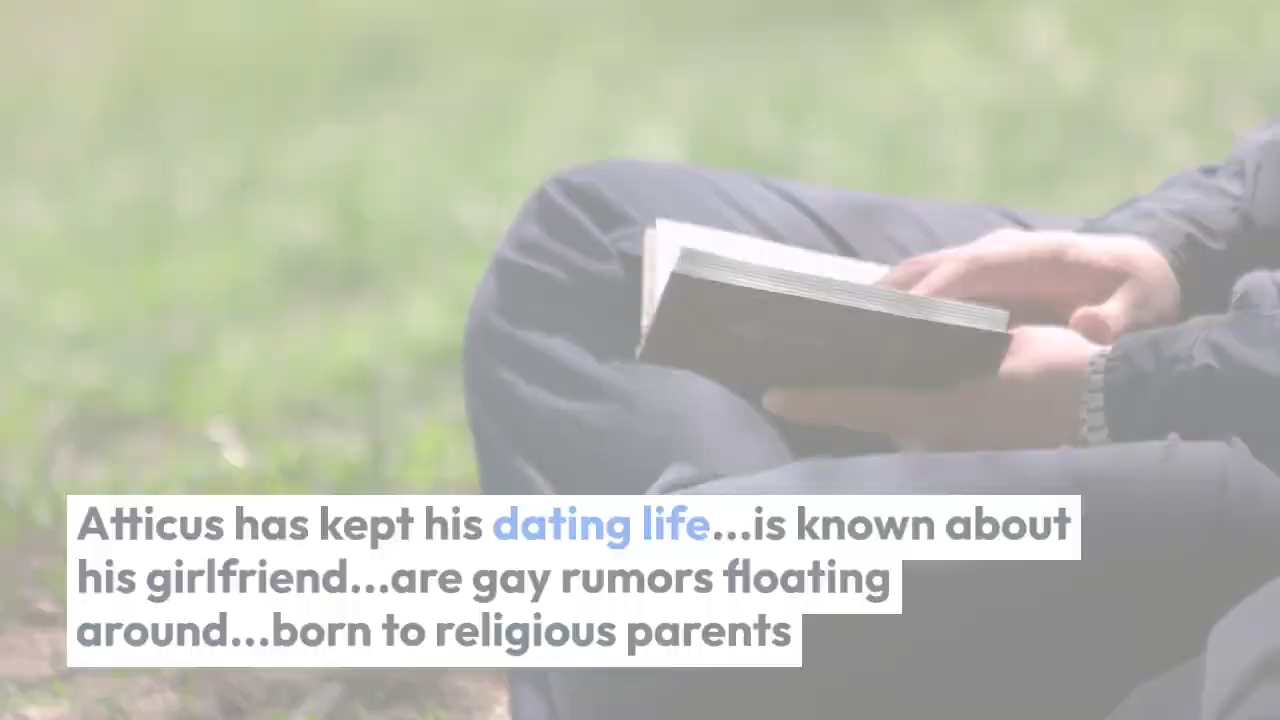 Atticus has kept his dating life...is known about
his girlfriend...are gay rumors floating
around...born to religious parents